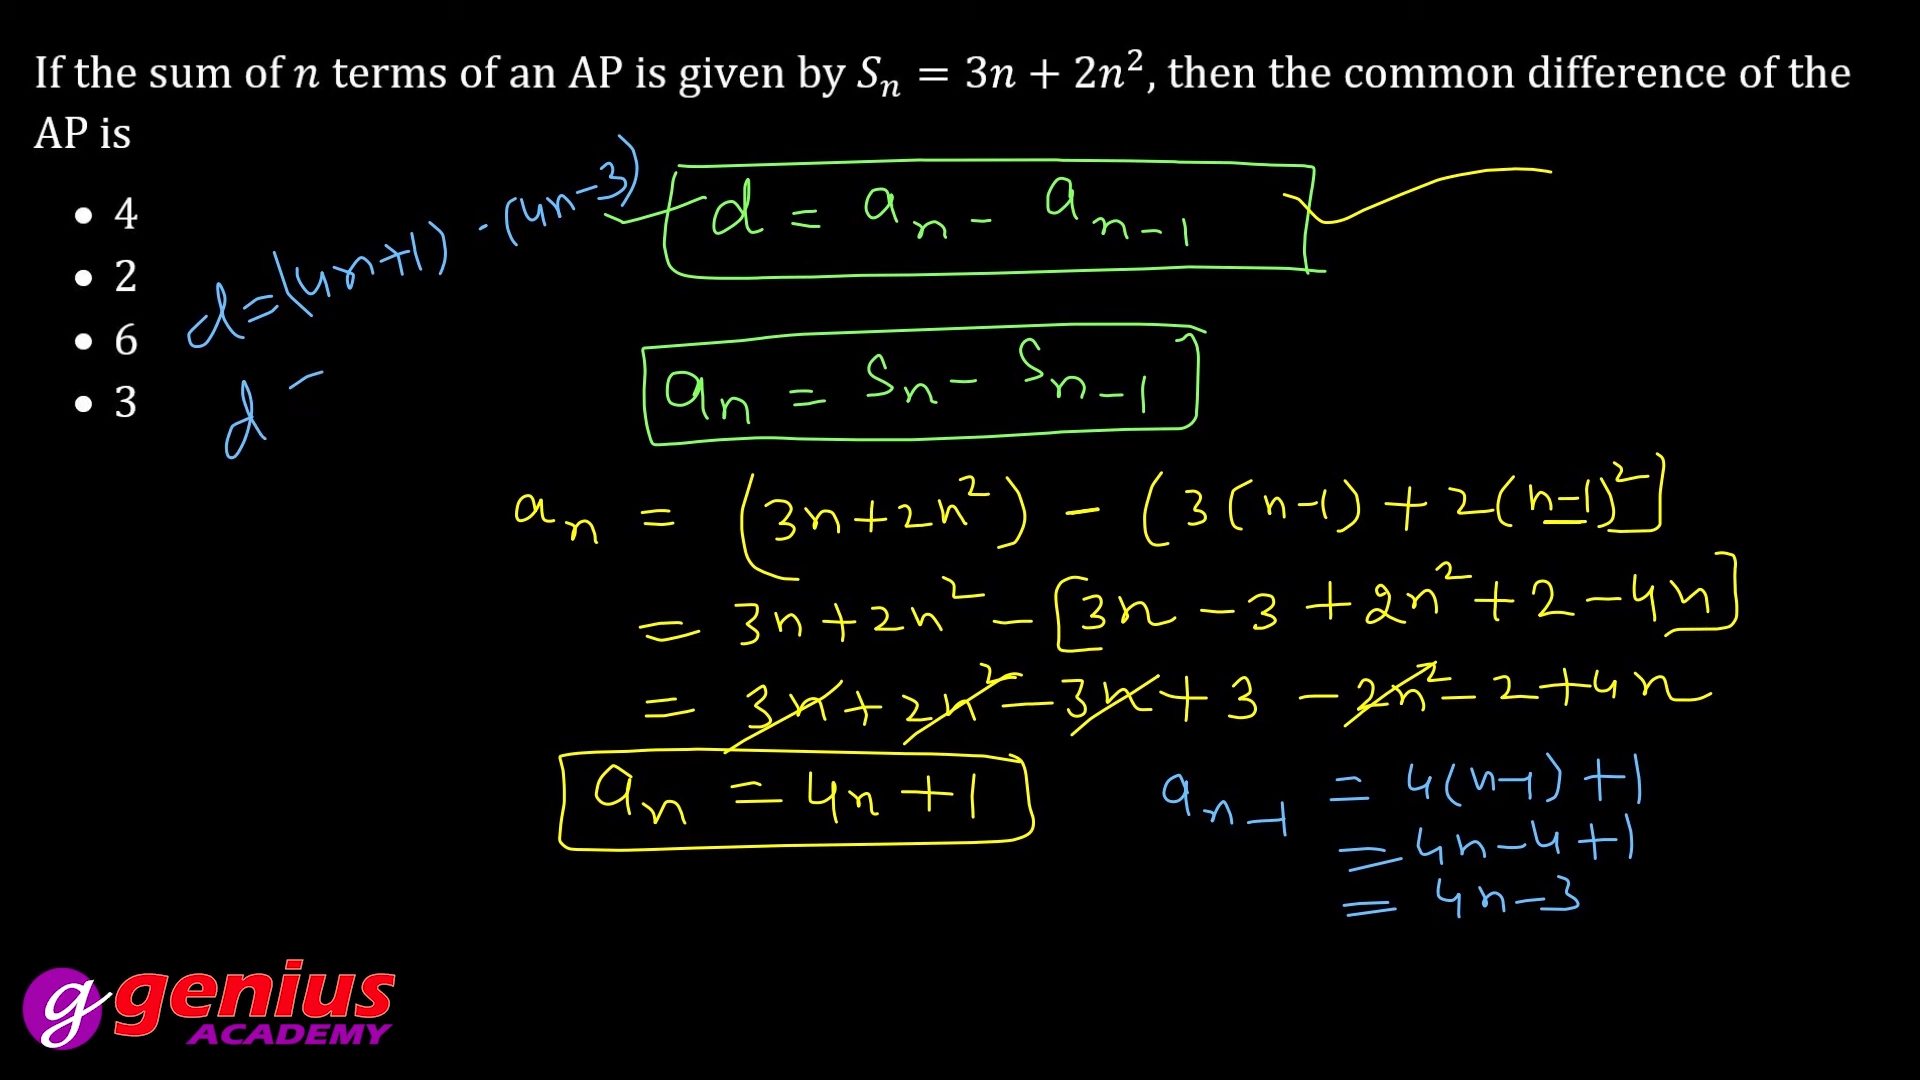 If the sum of n terms of an AP is given by Sₙ = 3n + 2n², then the common difference of the
AP is
• 4
• 2
• 6
• 3
d = (4n+1) - (4n-3)
d =
d = aₙ - aₙ₋₁
aₙ = Sₙ - Sₙ₋₁
aₙ = (3n+2n²) - (3(n-1) + 2(n-1)²]
= 3n+2n² - [3n - 3 + 2n² + 2 - 4n]
= 3n + 2n² - 3n + 3 - 2n² - 2 + 4n
aₙ = 4n + 1
aₙ₋₁ = 4(n-1) + 1
= 4n - 4 + 1
= 4n - 3
g genius
ACADEMY